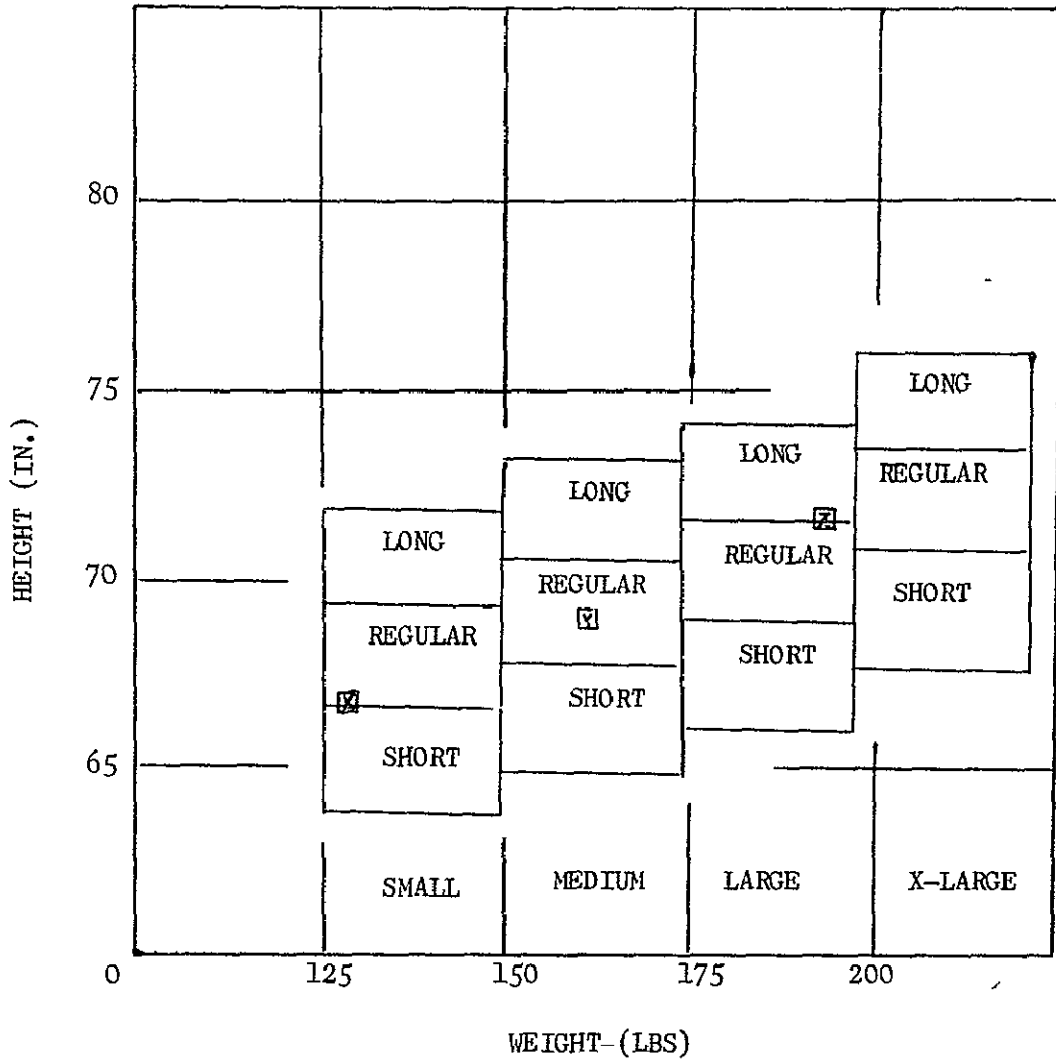 80
75
LONG
LONG
REGULAR
LONG
LONG
Z
LONG
REGULAR
70
REGULAR
SHORT
Y
REGULAR
SHORT
SHORT
X
65
SHORT
SMALL
MEDIUM
LARGE
X-LARGE
0
125
150
175
200
HEIGHT (IN.)
WEIGHT-(LBS)